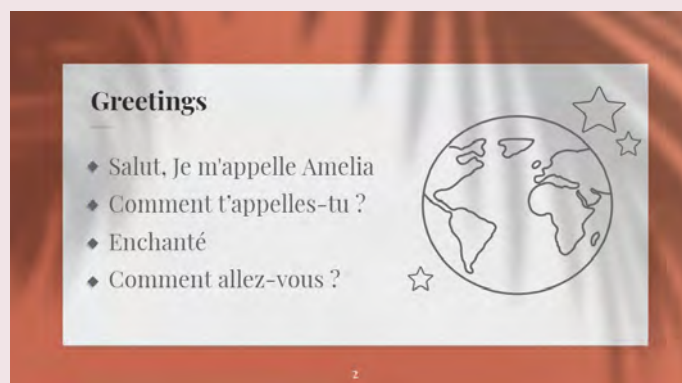 Greetings
Salut, Je m'appelle Amelia
Comment t’appelles-tu ?
Enchanté
Comment allez-vous ?
2